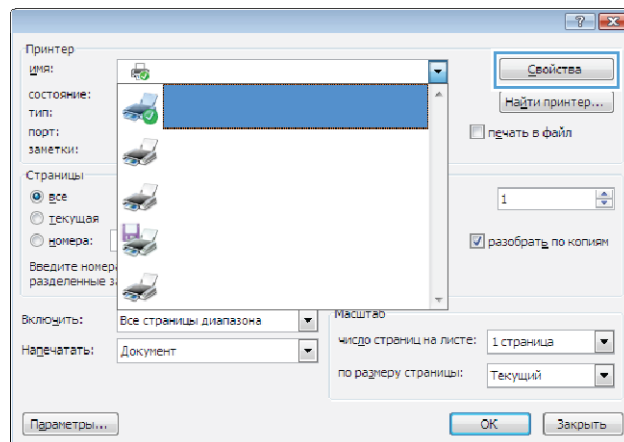 Принтер
имя:
Свойства
состояние:
Найти принтер...
тип:
порт:
печать в файл
заметки:
Страницы
все
1
текущая
номера:
разобрать по копиям
Введите номер
разделенные з
Включить:
Все страницы диапазона
Масштаб
число страниц на листе:
1 страница
Напечатать:
Документ
по размеру страницы:
Текущий
Параметры...
ОК
Закрыть